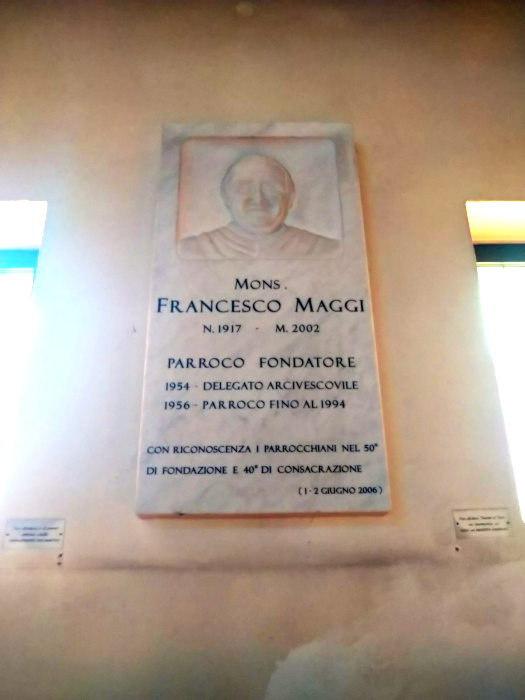 MONS.
FRANCESCO MAGGI
N. 1917 - M. 2002
PARROCO FONDATORE
1954 - DELEGATO ARCIVESCOVILE
1956 - PARROCO FINO AL 1994
CON RICONOSCENZA I PARROCCHIANI NEL 50°
DI FONDAZIONE E 40° DI CONSACRAZIONE
(1-2 GIUGNO 2006)